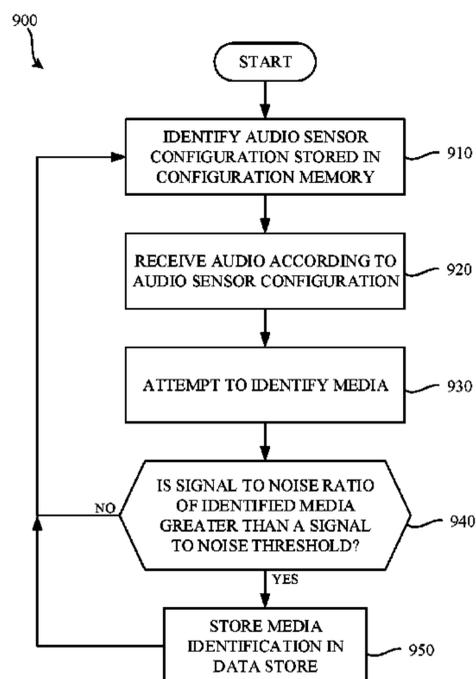 900
START
IDENTIFY AUDIO SENSOR
CONFIGURATION STORED IN
CONFIGURATION MEMORY
910
RECEIVE AUDIO ACCORDING TO
AUDIO SENSOR CONFIGURATION
920
ATTEMPT TO IDENTIFY MEDIA
930
IS SIGNAL TO NOISE RATIO
OF IDENTIFIED MEDIA
GREATER THAN A SIGNAL
TO NOISE THRESHOLD?
940
NO
YES
STORE MEDIA
IDENTIFICATION IN
DATA STORE
950